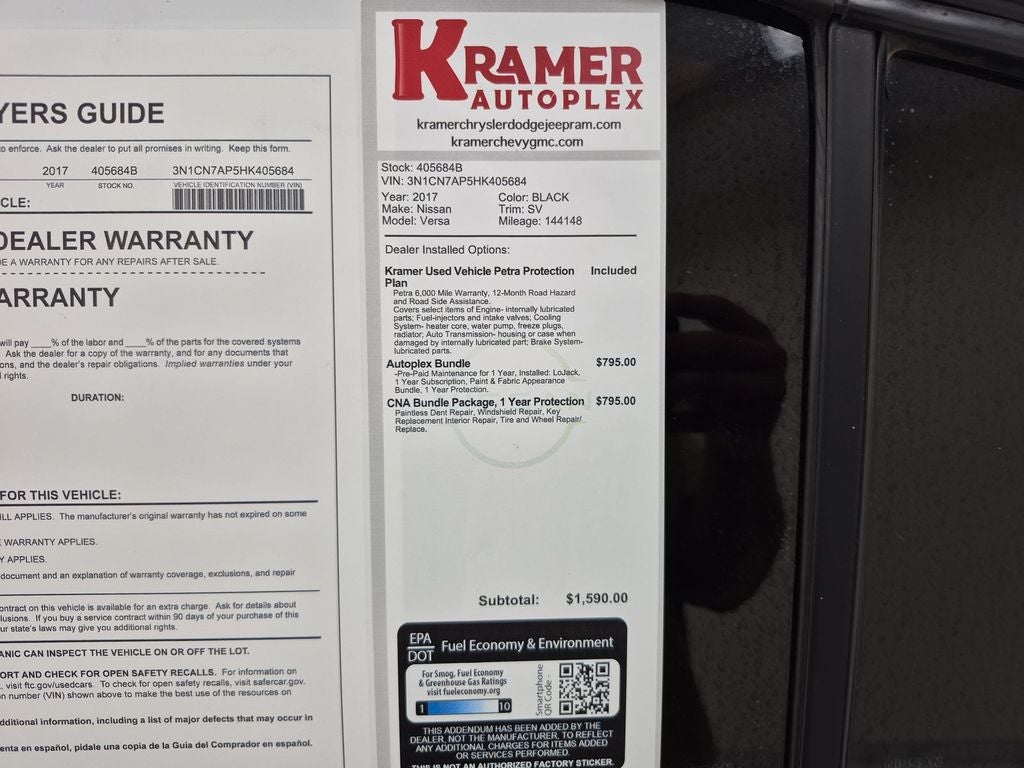 YERS GUIDE
o enforce. Ask the dealer to put all promises in writing. Keep this form.
2017 405684B 3N1CN7AP5HK405684
YEAR STOCK NO. VEHICLE IDENTIFICATION NUMBER (VIN)
CLE:
DEALER WARRANTY
E A WARRANTY FOR ANY REPAIRS AFTER SALE.
ARRANTY
will pay ____% of the labor and ____% of the parts for the covered systems
Ask the dealer for a copy of the warranty, and for any documents that
ons, and the dealer's repair obligations. Implied warranties under your
l rights.
DURATION:
FOR THIS VEHICLE:
ILL APPLIES. The manufacturer's original warranty has not expired on some
WARRANTY APPLIES.
Y APPLIES.
document and an explanation of warranty coverage, exclusions, and repair
ontract on this vehicle is available for an extra charge. Ask for details about
lusions. If you buy a service contract within 90 days of your purchase of this
ur state's laws may give you additional rights.
ANIC CAN INSPECT THE VEHICLE ON OR OFF THE LOT.
ORT AND CHECK FOR OPEN SAFETY RECALLS. For information on
, visit ftc.gov/usedcars. To check for open safety recalls, visit safercar.gov.
n number (VIN) shown above to make the best use of the resources on
dditional information, including a list of major defects that may occur in
enta en español, pidale una copia de la Guia del Comprador en español.
KRAMER
AUTOPLEX
kramerchryslerdodgejeepram.com
kramerchevygmc.com
Stock: 405684B
VIN: 3N1CN7AP5HK405684
Year: 2017 Color: BLACK
Make: Nissan Trim: SV
Model: Versa Mileage: 144148
Dealer Installed Options:
Kramer Used Vehicle Petra Protection Included
Plan
Petra 6,000 Mile Warranty, 12-Month Road Hazard
and Road Side Assistance.
Covers select items of Engine- internally lubricated
parts; Fuel-injectors and intake valves; Cooling
System- heater core, water pump, freeze plugs,
radiator; Auto Transmission- housing or case when
damaged by internally lubricated part; Brake System-
lubricated parts.
Autoplex Bundle $795.00
-Pre-Paid Maintenance for 1 Year, Installed: LoJack,
1 Year Subscription, Paint & Fabric Appearance
Bundle, 1 Year Protection.
CNA Bundle Package, 1 Year Protection $795.00
Paintless Dent Repair, Windshield Repair, Key
Replacement Interior Repair, Tire and Wheel Repair/
Replace.
Subtotal: $1,590.00
EPA
DOT
Fuel Economy & Environment
For Smog, Fuel Economy
& Greenhouse Gas Ratings
visit fueleconomy.org
1 10
Smartphone
QR Code -
THIS ADDENDUM HAS BEEN ADDED BY THE
DEALER, NOT THE MANUFACTURER, TO REFLECT
ANY ADDITIONAL CHARGES FOR ITEMS ADDED
OR SERVICES PERFORMED.
THIS IS NOT AN AUTHORIZED FACTORY STICKER.